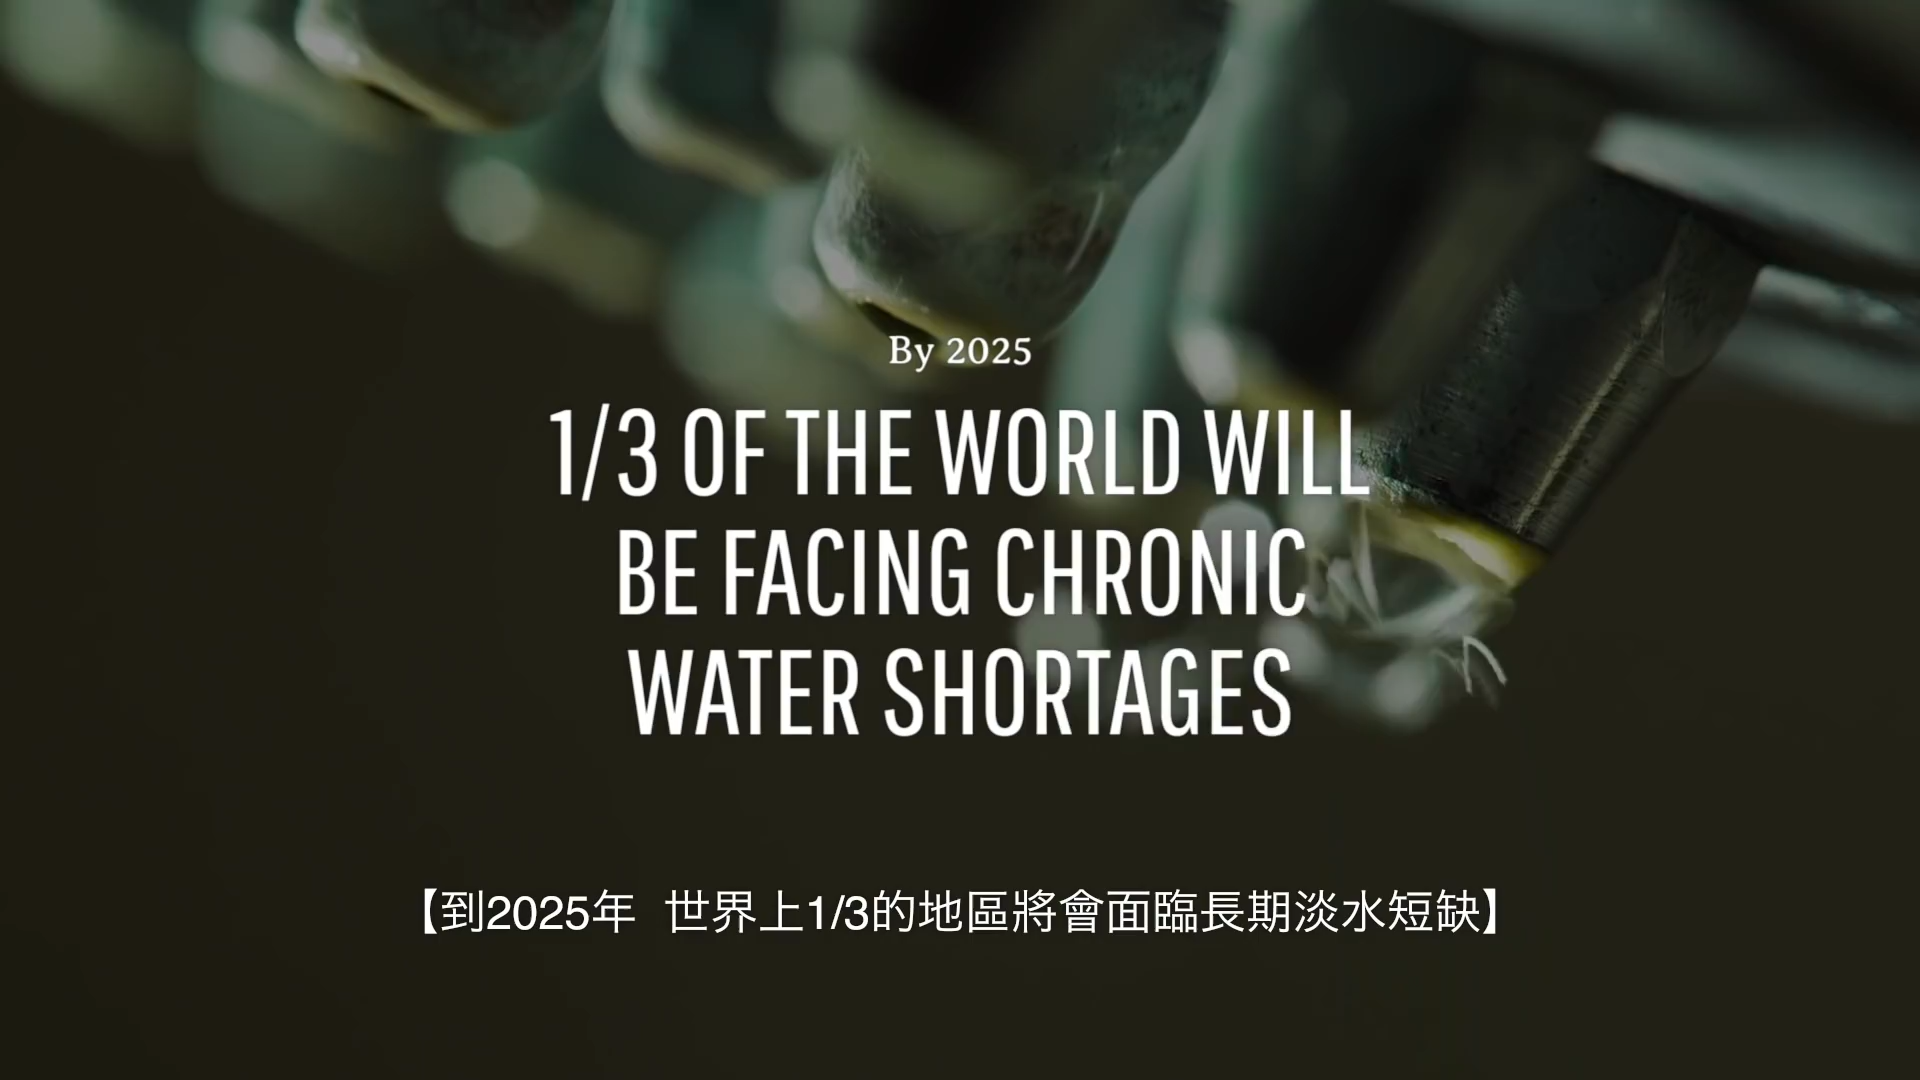 By 2025
1/3 OF THE WORLD WILL
BE FACING CHRONIC
WATER SHORTAGES
【到2025年 世界上1/3的地區將會面臨長期淡水短缺】